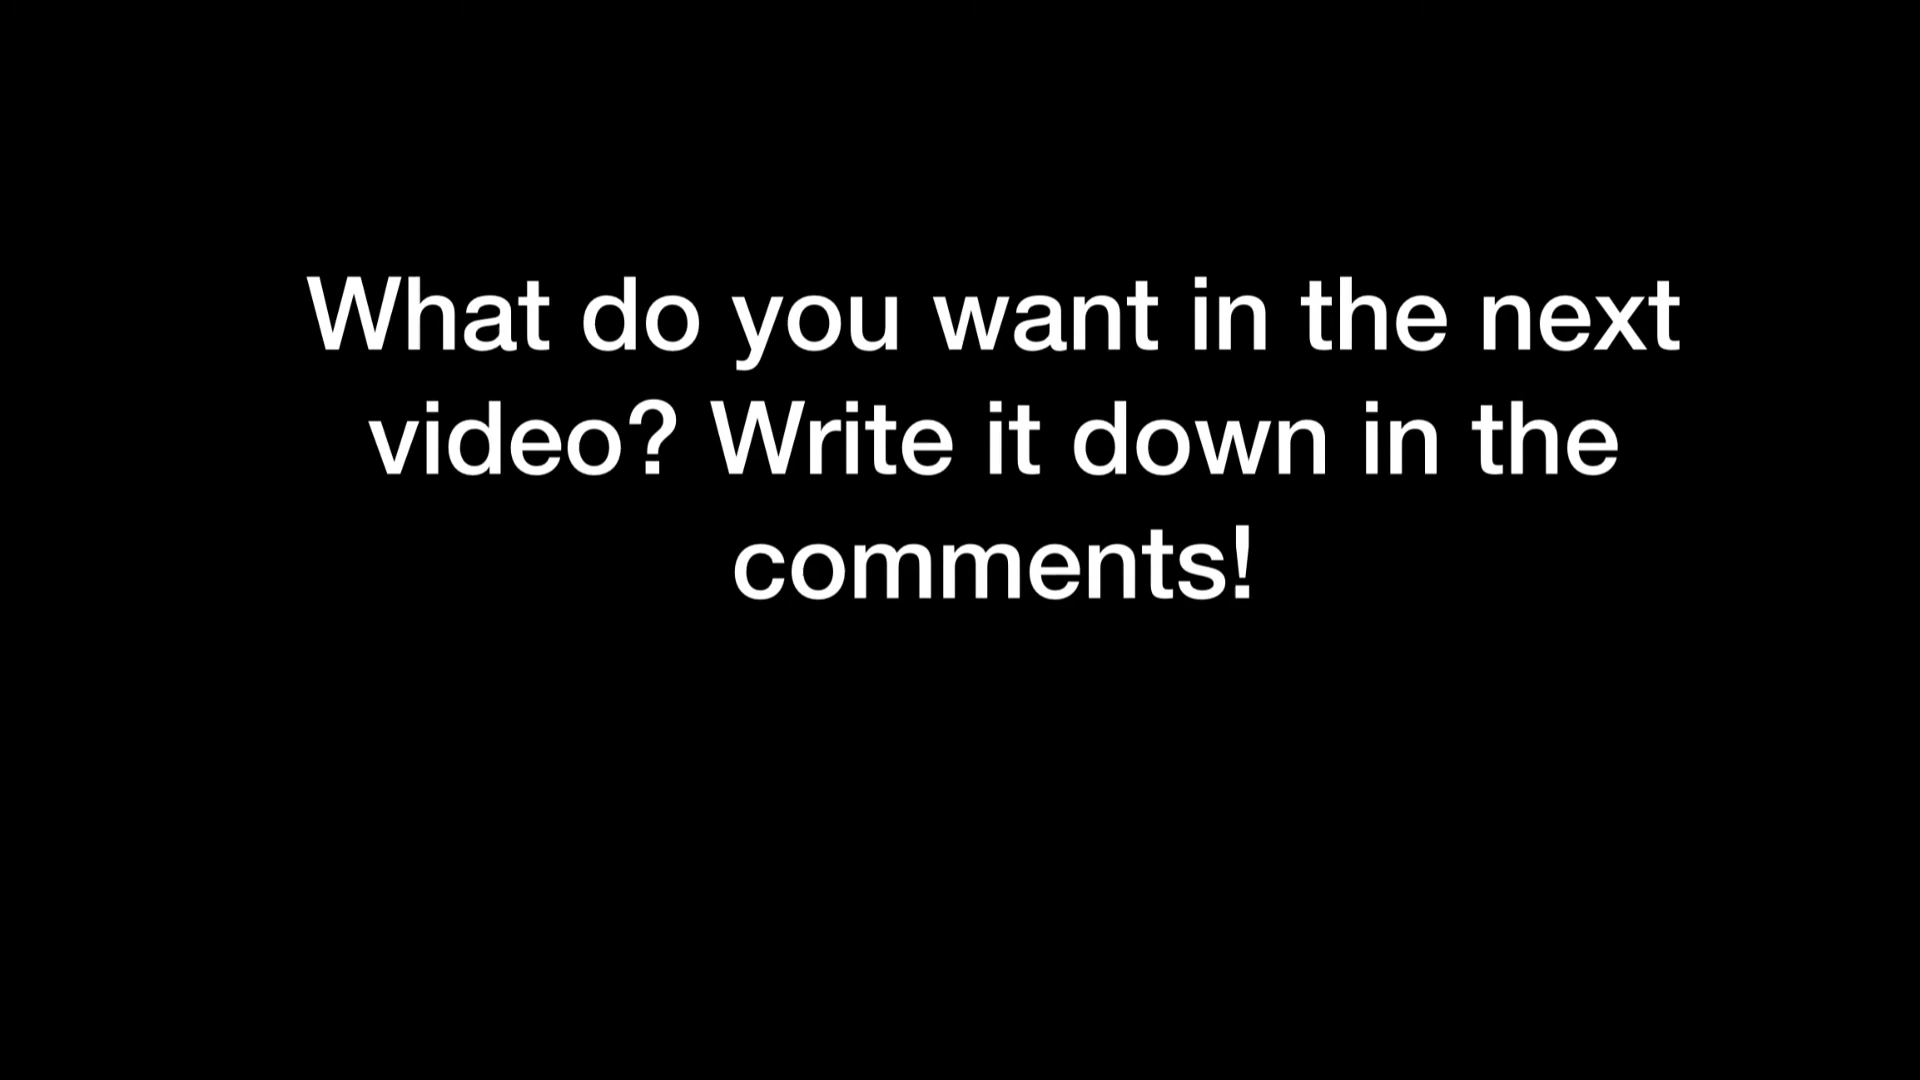 What do you want in the next
video? Write it down in the
comments!